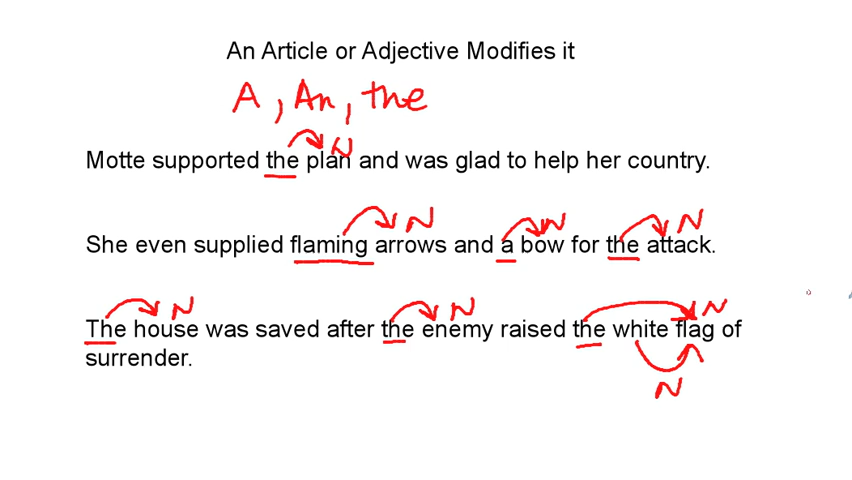 An Article or Adjective Modifies it
A, An, the
N
Motte supported the plan and was glad to help her country.
N N N
She even supplied flaming arrows and a bow for the attack.
N N N
The house was saved after the enemy raised the white flag of
surrender.
N